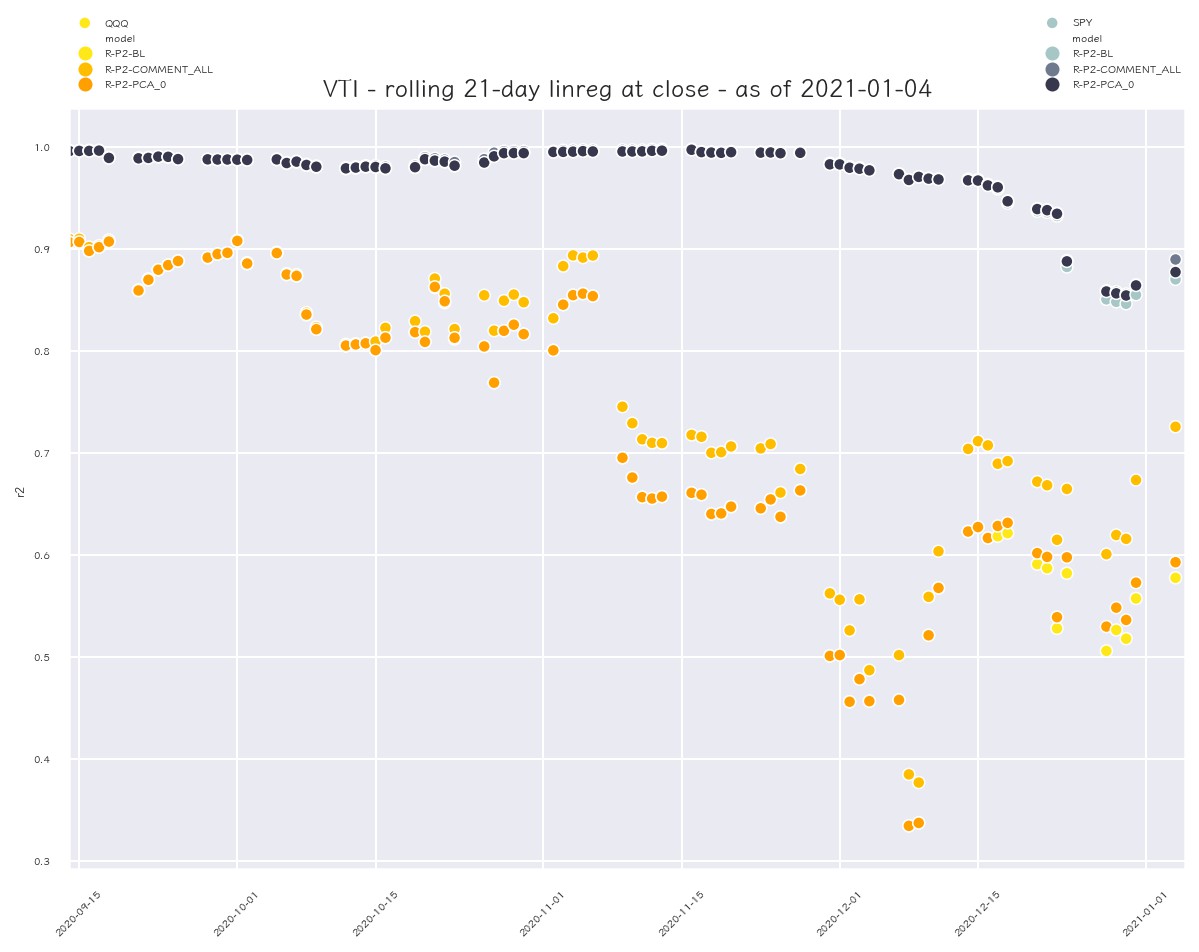 QQQ
model
R-P2-BL
R-P2-COMMENT_ALL
R-P2-PCA_0
SPY
model
R-P2-BL
R-P2-COMMENT_ALL
R-P2-PCA_0
VTI - rolling 21-day linreg at close - as of 2021-01-04
1.0
0.9
0.8
0.7
0.6
0.5
0.4
0.3
r2
2020-09-15
2020-10-01
2020-10-15
2020-11-01
2020-11-15
2020-12-01
2020-12-15
2021-01-01